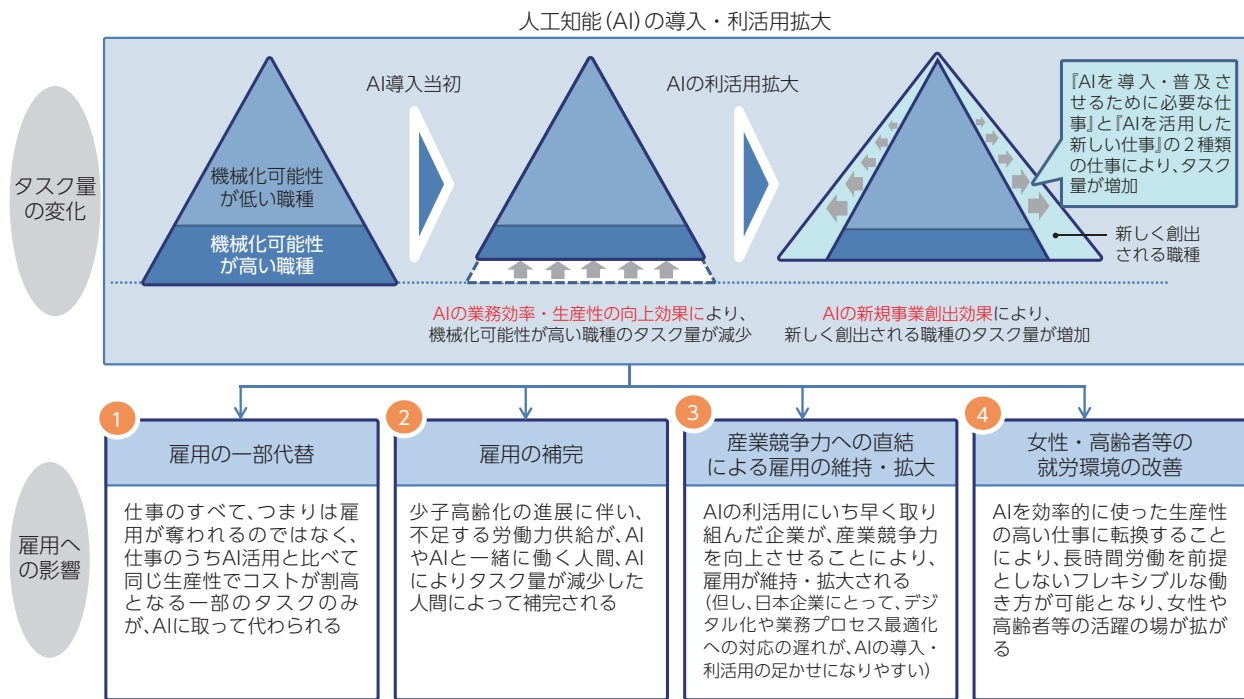 人工知能(AI)の導入・利活用拡大
タスク量
の変化
機械化可能性
が低い職種
機械化可能性
が高い職種
AI導入当初
AIの利活用拡大
『AIを導入・普及さ
せるために必要な仕
事』と『AIを活用した
新しい仕事』の2種類
の仕事により、タスク
量が増加
新しく創出
される職種
AIの業務効率・生産性の向上効果により、
機械化可能性が高い職種のタスク量が減少
AIの新規事業創出効果により、
新しく創出される職種のタスク量が増加
雇用へ
の影響
1
雇用の一部代替
仕事のすべて、つまりは雇
用が奪われるのではなく、
仕事のうちAI活用と比べて
同じ生産性でコストが割高
となる一部のタスクのみ
が、AIに取って代わられる
2
雇用の補完
少子高齢化の進展に伴い、
不足する労働力供給が、AI
やAIと一緒に働く人間、AI
によりタスク量が減少した
人間によって補完される
3
産業競争力への直結
による雇用の維持・拡大
AIの利活用にいち早く取り
組んだ企業が、産業競争力
を向上させることにより、
雇用が維持・拡大される
(但し、日本企業にとって、デジ
タル化や業務プロセス最適化
への対応の遅れが、AIの導入・
利活用の足かせになりやすい)
4
女性・高齢者等の
就労環境の改善
AIを効率的に使った生産性
の高い仕事に転換すること
により、長時間労働を前提
としないフレキシブルな働
き方が可能となり、女性や
高齢者等の活躍の場が拡が
る